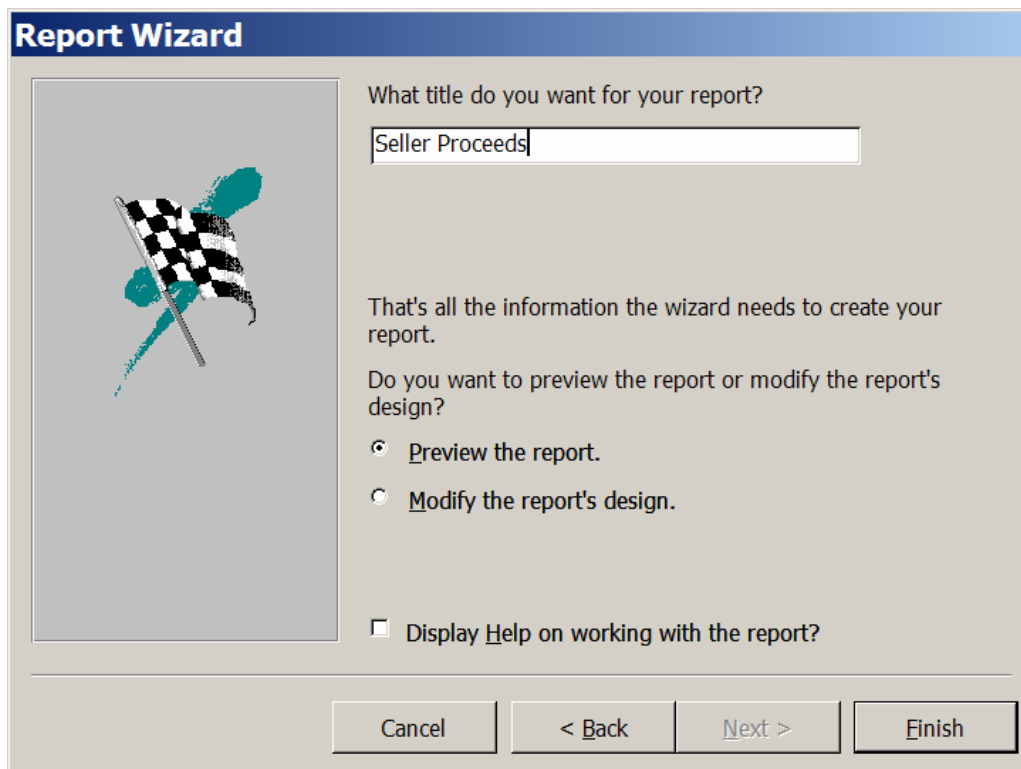 Report Wizard
What title do you want for your report?
Seller Proceeds
That's all the information the wizard needs to create your
report.
Do you want to preview the report or modify the report's
design?
Preview the report.
Modify the report's design.
Display Help on working with the report?
Cancel
< Back
Next >
Finish